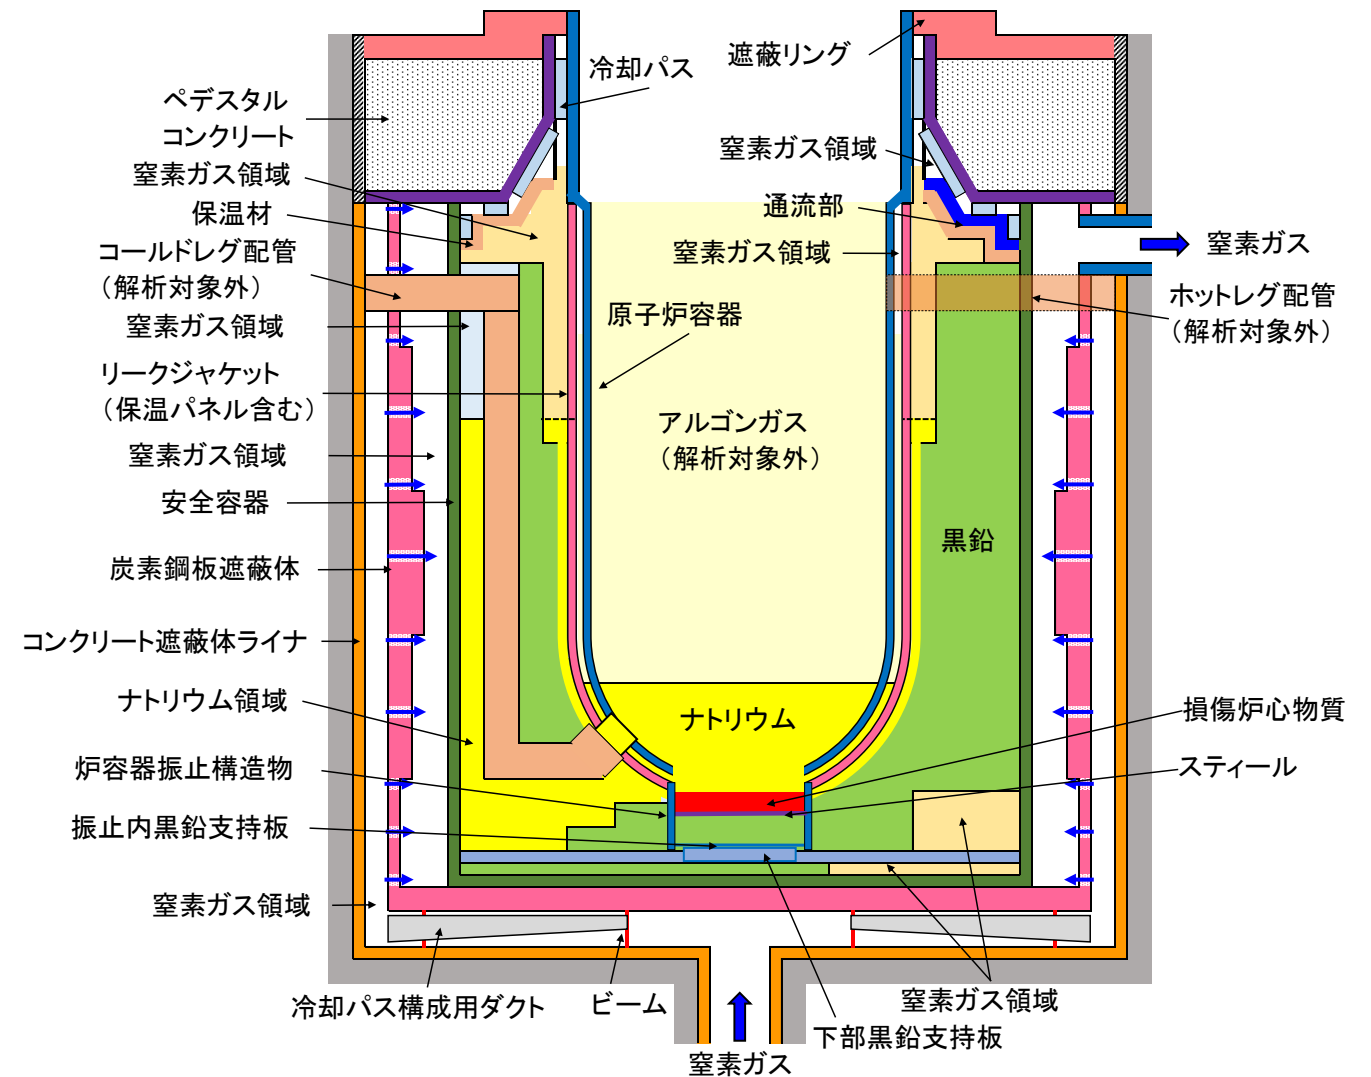 遮蔽リング
冷却パス
ペデスタル
コンクリート
窒素ガス領域
窒素ガス領域
保温材
通流部
コールドレグ配管
（解析対象外）
窒素ガス領域
窒素ガス
ホットレグ配管
（解析対象外）
窒素ガス領域
原子炉容器
リークジャケット
（保温パネル含む）
アルゴンガス
（解析対象外）
窒素ガス領域
安全容器
黒鉛
炭素鋼板遮蔽体
コンクリート遮蔽体ライナ
ナトリウム領域
ナトリウム
損傷炉心物質
炉容器振止構造物
スティール
振止内黒鉛支持板
窒素ガス領域
冷却パス構成用ダクト
ビーム
窒素ガス領域
下部黒鉛支持板
窒素ガス